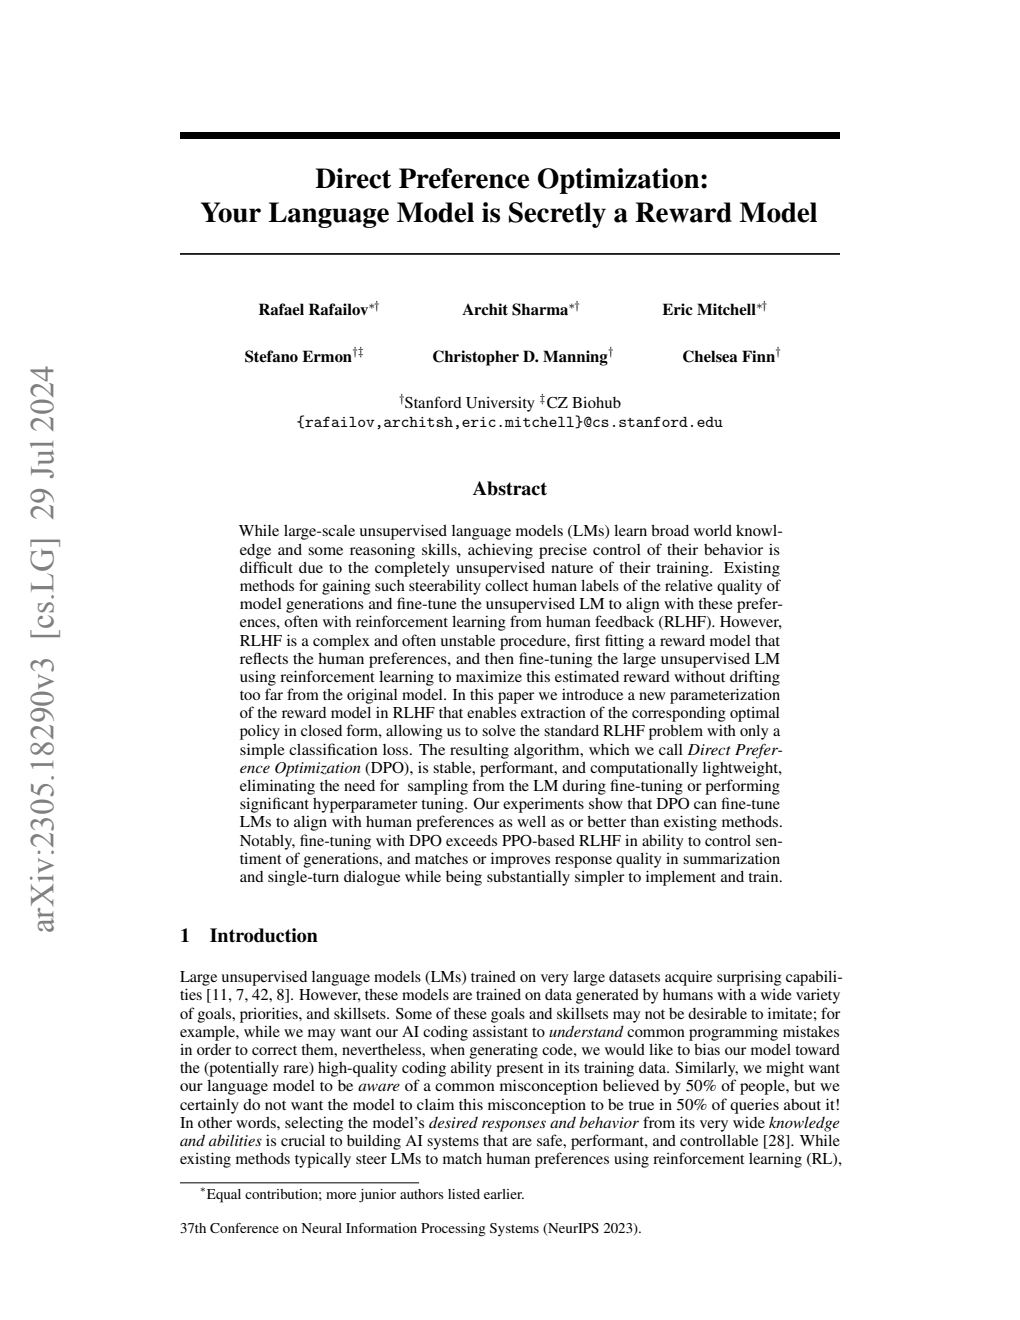 Direct Preference Optimization:
Your Language Model is Secretly a Reward Model
Rafael Rafailov*† Archit Sharma*† Eric Mitchell*†
Stefano Ermon†‡ Christopher D. Manning† Chelsea Finn†
†Stanford University ‡CZ Biohub
{rafailov,architsh,eric.mitchell}@cs.stanford.edu
Abstract
While large-scale unsupervised language models (LMs) learn broad world knowl-
edge and some reasoning skills, achieving precise control of their behavior is
difficult due to the completely unsupervised nature of their training. Existing
methods for gaining such steerability collect human labels of the relative quality of
model generations and fine-tune the unsupervised LM to align with these prefer-
ences, often with reinforcement learning from human feedback (RLHF). However,
RLHF is a complex and often unstable procedure, first fitting a reward model that
reflects the human preferences, and then fine-tuning the large unsupervised LM
using reinforcement learning to maximize this estimated reward without drifting
too far from the original model. In this paper we introduce a new parameterization
of the reward model in RLHF that enables extraction of the corresponding optimal
policy in closed form, allowing us to solve the standard RLHF problem with only a
simple classification loss. The resulting algorithm, which we call Direct Prefer-
ence Optimization (DPO), is stable, performant, and computationally lightweight,
eliminating the need for sampling from the LM during fine-tuning or performing
significant hyperparameter tuning. Our experiments show that DPO can fine-tune
LMs to align with human preferences as well as or better than existing methods.
Notably, fine-tuning with DPO exceeds PPO-based RLHF in ability to control sen-
timent of generations, and matches or improves response quality in summarization
and single-turn dialogue while being substantially simpler to implement and train.
1 Introduction
Large unsupervised language models (LMs) trained on very large datasets acquire surprising capabili-
ties [11, 7, 42, 8]. However, these models are trained on data generated by humans with a wide variety
of goals, priorities, and skillsets. Some of these goals and skillsets may not be desirable to imitate; for
example, while we may want our AI coding assistant to understand common programming mistakes
in order to correct them, nevertheless, when generating code, we would like to bias our model toward
the (potentially rare) high-quality coding ability present in its training data. Similarly, we might want
our language model to be aware of a common misconception believed by 50% of people, but we
certainly do not want the model to claim this misconception to be true in 50% of queries about it!
In other words, selecting the model's desired responses and behavior from its very wide knowledge
and abilities is crucial to building AI systems that are safe, performant, and controllable [28]. While
existing methods typically steer LMs to match human preferences using reinforcement learning (RL),
*Equal contribution; more junior authors listed earlier.
37th Conference on Neural Information Processing Systems (NeurIPS 2023).
arXiv:2305.18290v3 [cs.LG] 29 Jul 2024